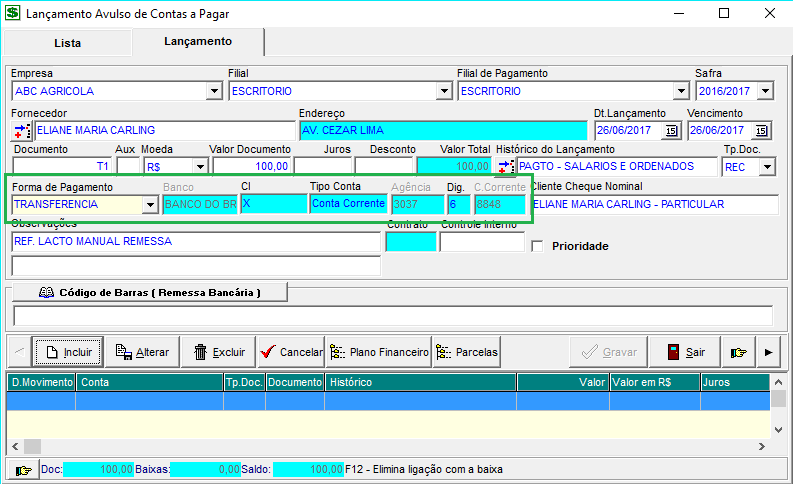 Lançamento Avulso de Contas a Pagar
Lista Lançamento
Empresa Filial Filial de Pagamento Safra
ABC AGRICOLA ESCRITORIO ESCRITORIO 2016/2017
Fornecedor Endereço Dt.Lançamento Vencimento
ELIANE MARIA CARLING AV. CEZAR LIMA 26/06/2017 15 26/06/2017 15
Documento Aux Moeda Valor Documento Juros Desconto Valor Total Histórico do Lançamento Tp.Doc.
T1 R$ 100,00 100,00 PAGTO - SALARIOS E ORDENADOS REC
Forma de Pagamento Banco CI Tipo Conta Agência Dig. C.Corrente Cliente Cheque Nominal
TRANSFERENCIA BANCO DO BR X Conta Corrente 3037 6 8848 ELIANE MARIA CARLING - PARTICULAR
Observações Contrato Controle Interno
REF. LACTO MANUAL REMESSA Prioridade
Código de Barras ( Remessa Bancária )
Incluir Alterar Excluir Cancelar Plano Financeiro Parcelas Gravar Sair
D.Movimento Conta Tp.Doc. Documento Histórico Valor Valor em R$ Juros
Doc: 100,00 Baixas: 0,00 Saldo: 100,00 F12 - Elimina ligação com a baixa